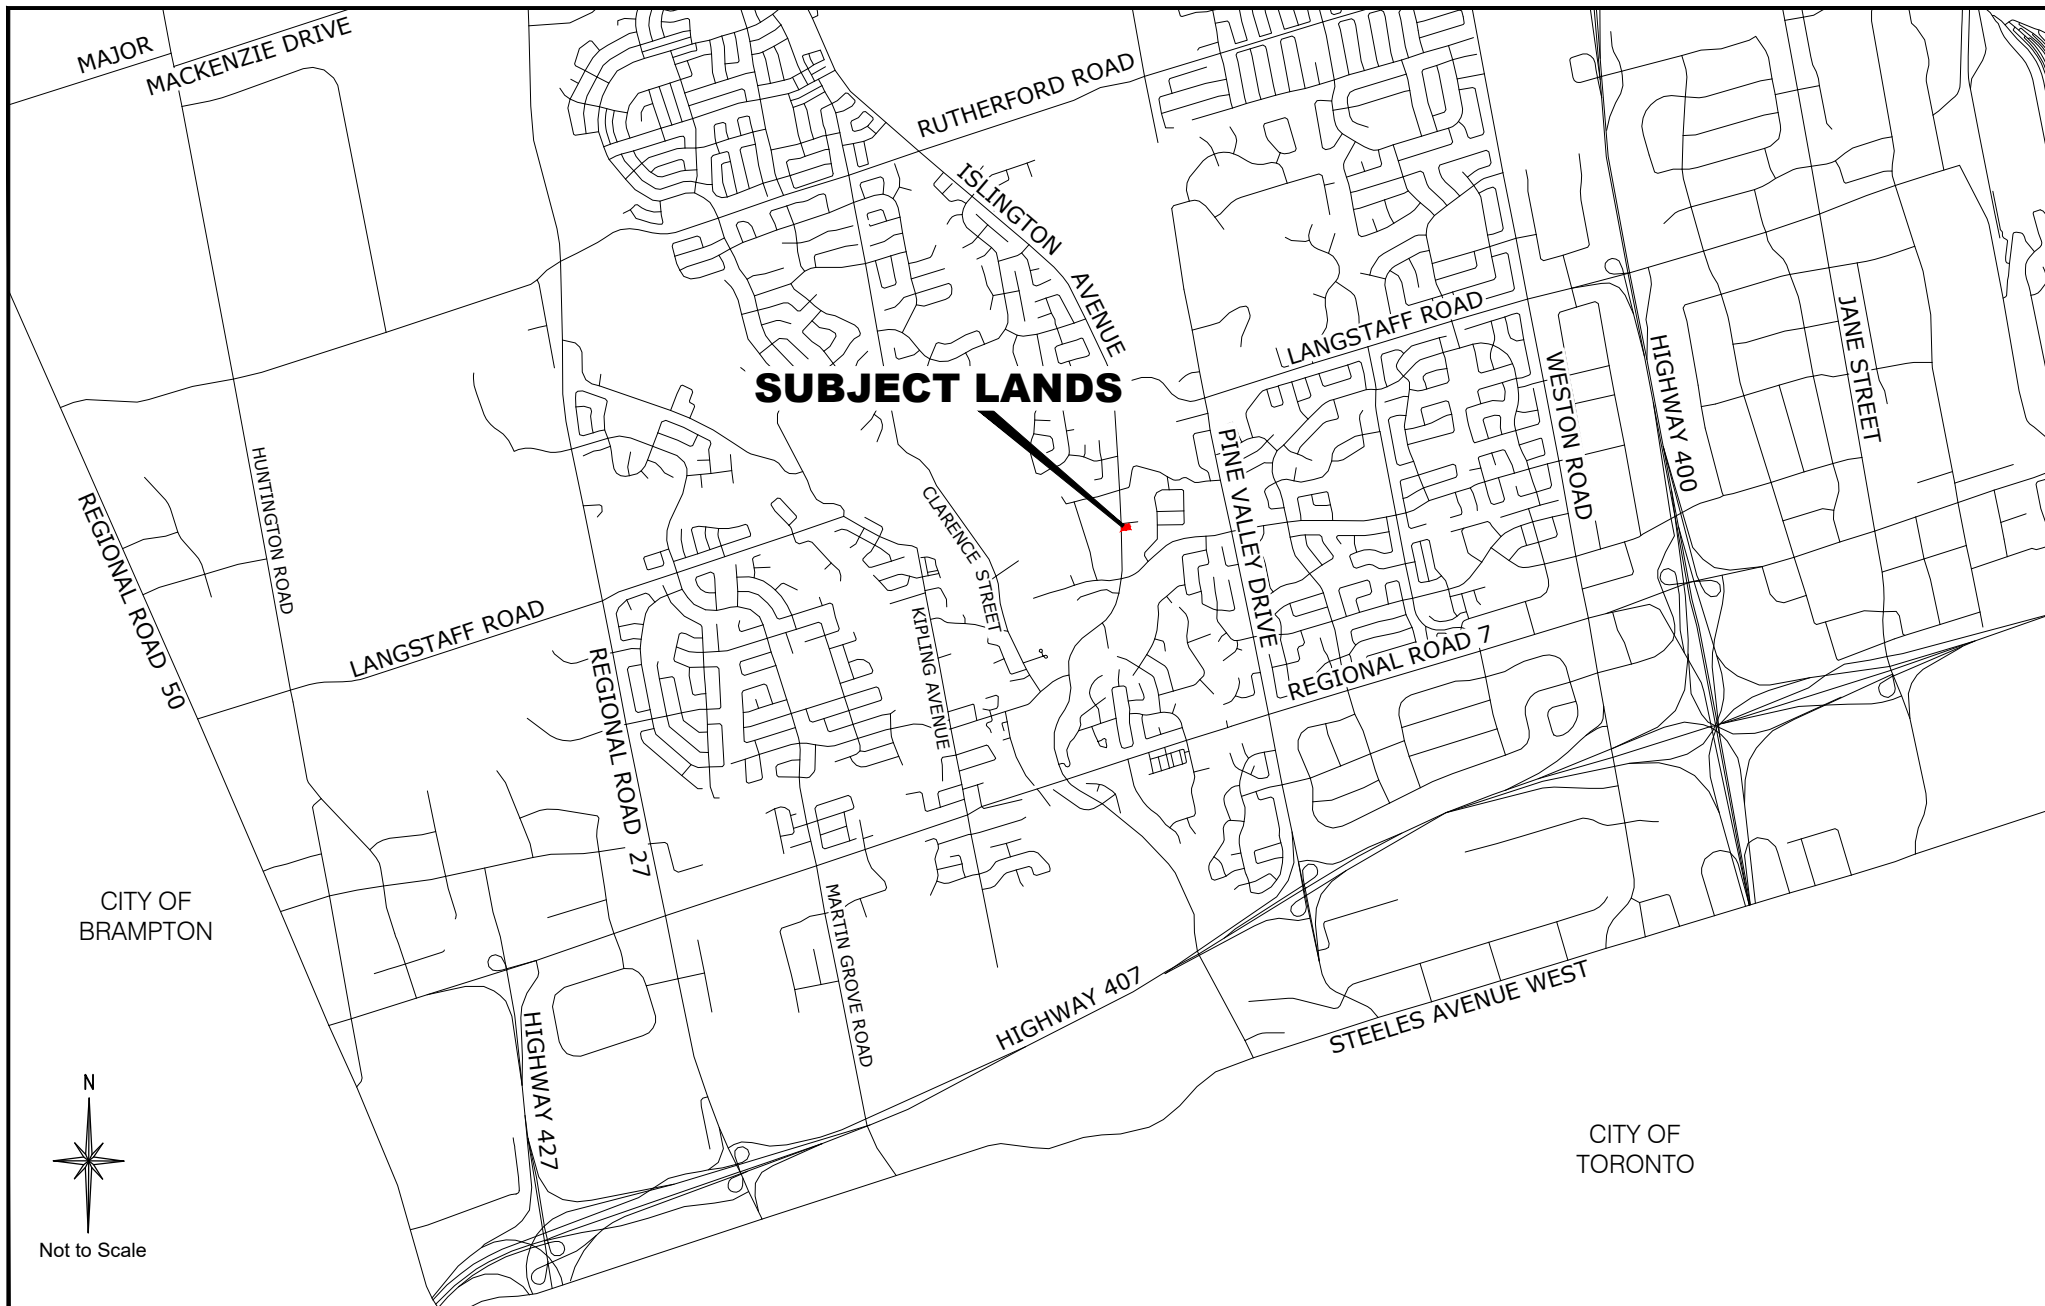 MAJOR
MACKENZIE DRIVE
RUTHERFORD ROAD
ISLINGTON
AVENUE
LANGSTAFF ROAD
JANE STREET
HIGHWAY 400
WESTON ROAD
SUBJECT LANDS
PINE VALLEY DRIVE
CLARENCE STREET
HUNTINGTON ROAD
REGIONAL ROAD 50
LANGSTAFF ROAD
KIPLING AVENUE
REGIONAL ROAD 7
REGIONAL ROAD 27
CITY OF
BRAMPTON
MARTIN GROVE ROAD
HIGHWAY 407
STEELES AVENUE WEST
HIGHWAY 427
N
Not to Scale
CITY OF
TORONTO